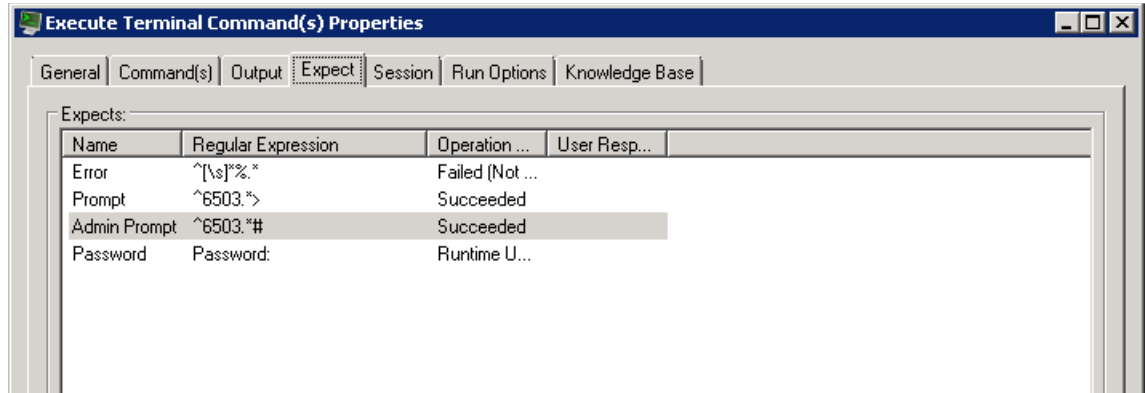 Execute Terminal Command(s) Properties
General Command(s) Output Expect Session Run Options Knowledge Base
Expects:
Name Regular Expression Operation ... User Resp...
Error ^[\s]*%.* Failed (Not ...
Prompt ^6503.*> Succeeded
Admin Prompt ^6503.*# Succeeded
Password Password: Runtime U...